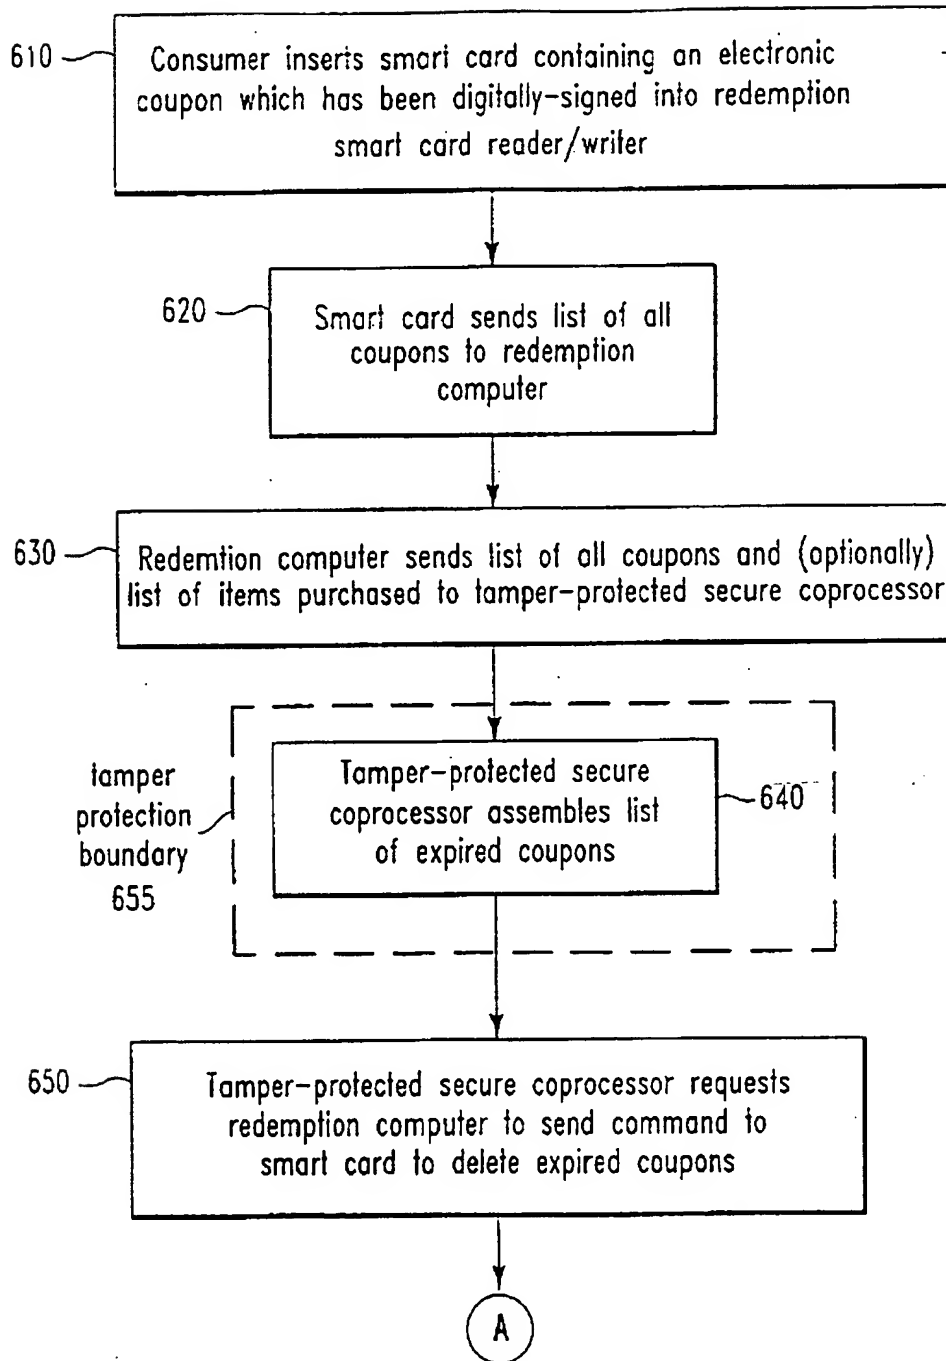 610
Consumer inserts smart card containing an electronic
coupon which has been digitally-signed into redemption
smart card reader/writer
620
Smart card sends list of all
coupons to redemption
computer
630
Redemtion computer sends list of all coupons and (optionally)
list of items purchased to tamper-protected secure coprocessor
tamper
protection
boundary
655
Tamper-protected secure
coprocessor assembles list
of expired coupons
640
650
Tamper-protected secure coprocessor requests
redemption computer to send command to
smart card to delete expired coupons
A